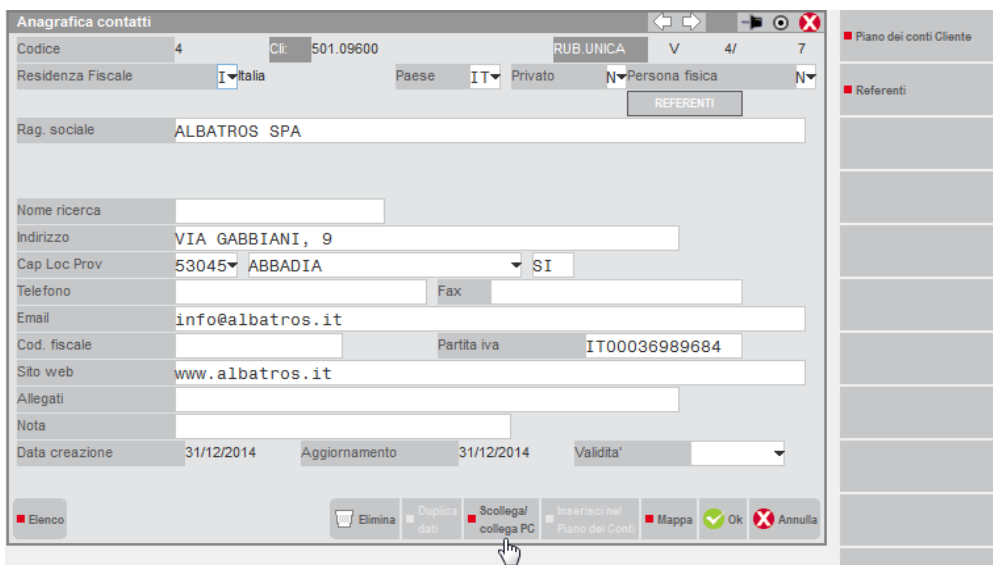 Anagrafica contatti
Codice 4 Cli: 501.09600 RUB.UNICA V 4/ 7
Residenza Fiscale I Italia Paese IT Privato N Persona fisica N
REFERENTI
Rag. sociale ALBATROS SPA
Nome ricerca
Indirizzo VIA GABBIANI, 9
Cap Loc Prov 53045 ABBADIA SI
Telefono Fax
Email info@albatros.it
Cod. fiscale Partita iva IT00036989684
Sito web www.albatros.it
Allegati
Nota
Data creazione 31/12/2014 Aggiornamento 31/12/2014 Validita'
Elenco
Elimina
Duplica
dati
Scollega/
collega PC
Inserisci nel
Piano dei Conti
Mappa
Ok
Annulla
Piano dei conti Cliente
Referenti